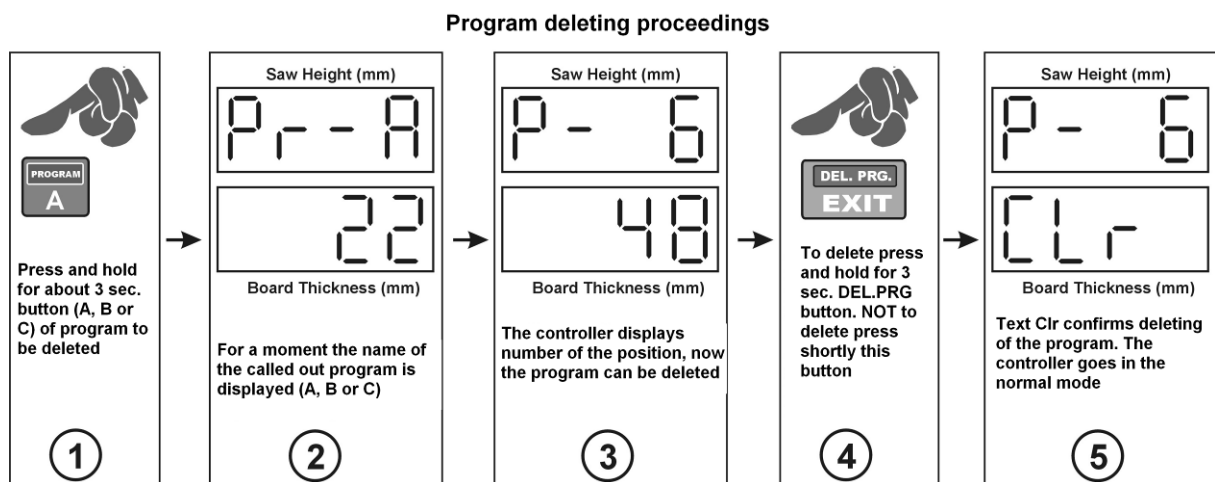 Program deleting proceedings
PROGRAM
A
Press and hold
for about 3 sec.
button (A, B or
C) of program to
be deleted
1
Saw Height (mm)
Pr-A
22
Board Thickness (mm)
For a moment the name of
the called out program is
displayed (A, B or C)
2
Saw Height (mm)
P- 6
48
Board Thickness (mm)
The controller displays
number of the position, now
the program can be deleted
3
DEL. PRG.
EXIT
To delete press
and hold for 3
sec. DEL.PRG
button. NOT to
delete press
shortly this
button
4
Saw Height (mm)
P- 6
CLr
Board Thickness (mm)
Text Clr confirms deleting
of the program. The
controller goes in the
normal mode
5